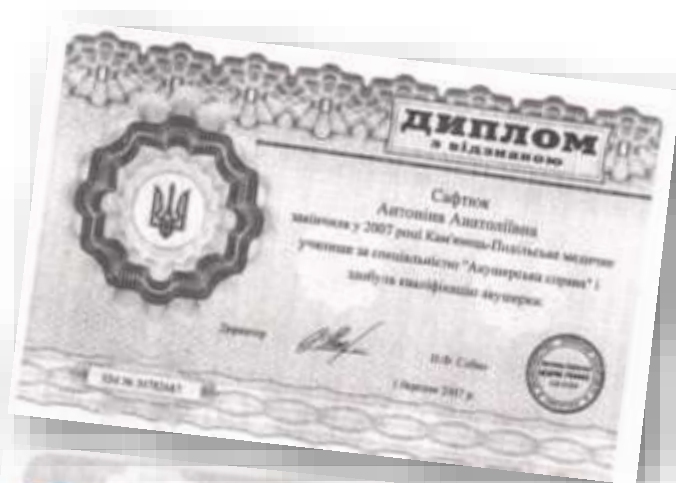 ДИПЛОМ
з відзнакою
Сафтюк
Антоніна Анатоліївна
закінчила у 2007 році Кам'янець-Подільське медичне
училище за спеціальністю "Акушерська справа" і
здобула кваліфікацію акушерки.
Директор
2007 р.